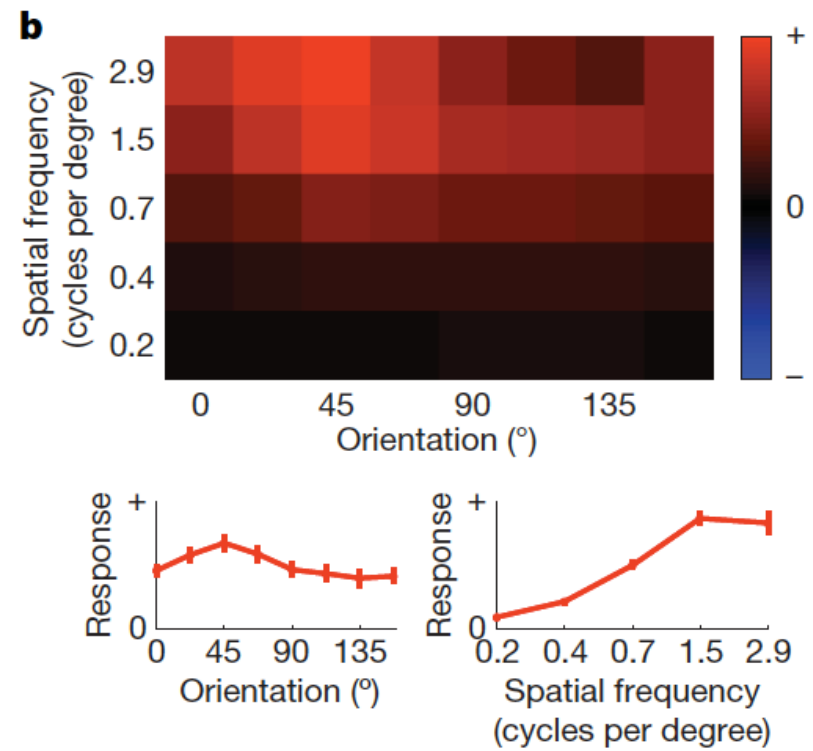 b
Spatial frequency
(cycles per degree)
2.9
1.5
0.7
0.4
0.2
0 45 90 135
Orientation (°)
+
0
−
Response
+
0
0 45 90 135
Orientation (º)
Response
+
0
0.2 0.4 0.7 1.5 2.9
Spatial frequency
(cycles per degree)